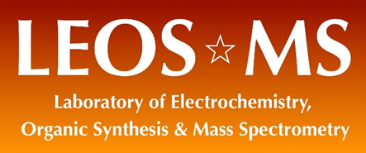 LEOS☆MS
Laboratory of Electrochemistry,
Organic Synthesis & Mass Spectrometry